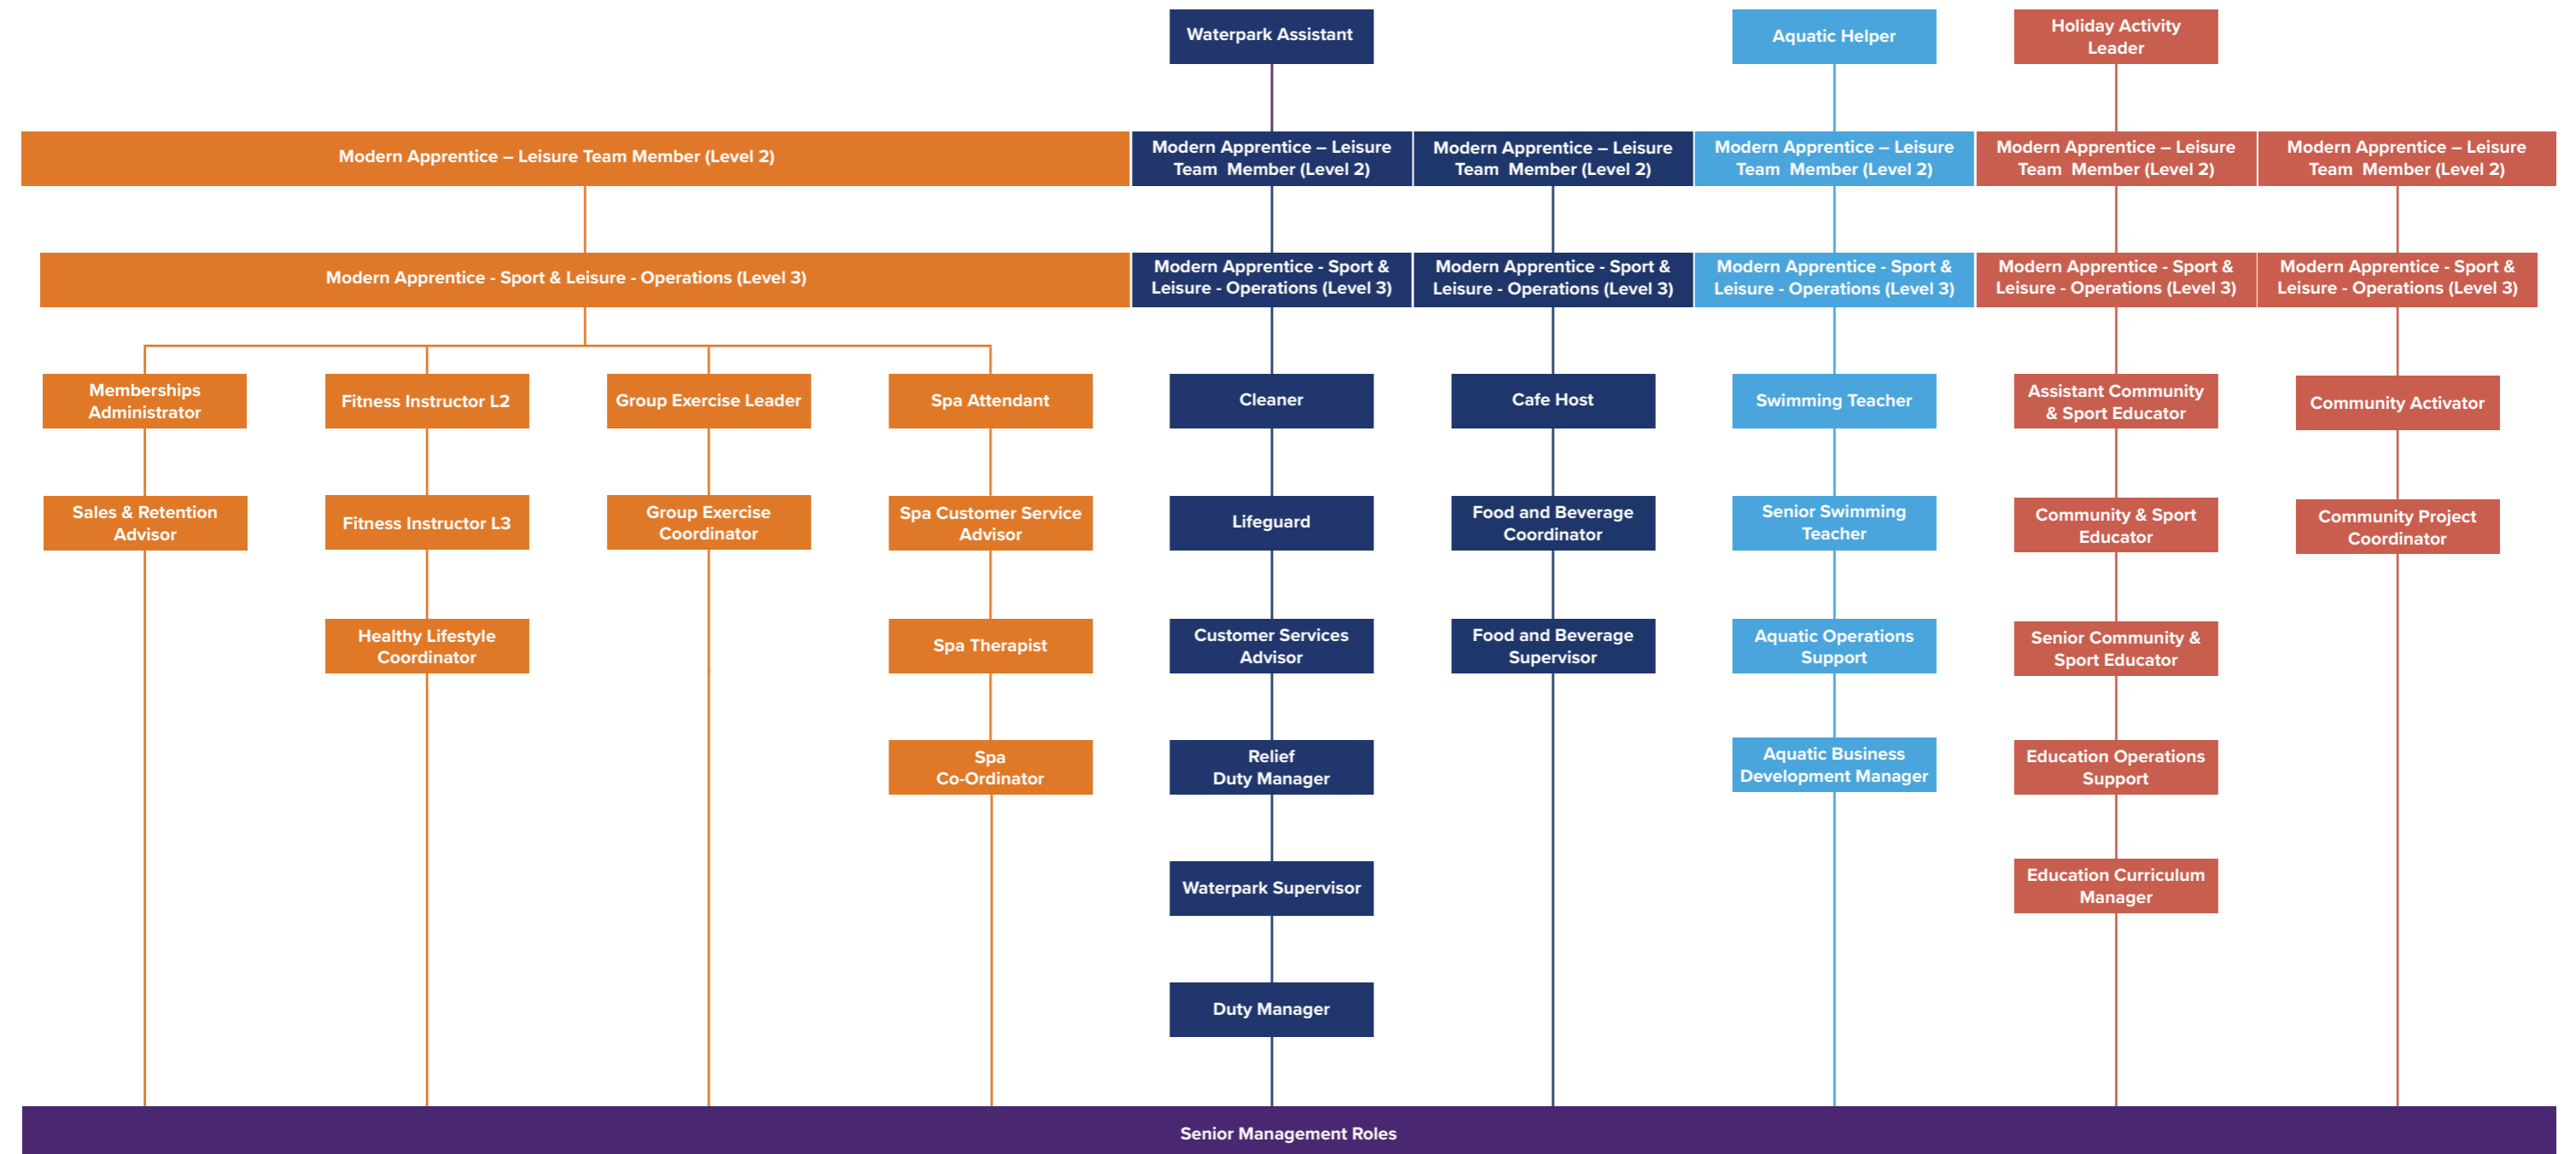 Waterpark Assistant
Aquatic Helper
Holiday Activity
Leader
Modern Apprentice – Leisure Team Member (Level 2)
Modern Apprentice – Leisure
Team Member (Level 2)
Modern Apprentice – Leisure
Team Member (Level 2)
Modern Apprentice – Leisure
Team Member (Level 2)
Modern Apprentice – Leisure
Team Member (Level 2)
Modern Apprentice – Leisure
Team Member (Level 2)
Modern Apprentice - Sport & Leisure - Operations (Level 3)
Modern Apprentice - Sport &
Leisure - Operations (Level 3)
Modern Apprentice - Sport &
Leisure - Operations (Level 3)
Modern Apprentice - Sport &
Leisure - Operations (Level 3)
Modern Apprentice - Sport &
Leisure - Operations (Level 3)
Modern Apprentice - Sport &
Leisure - Operations (Level 3)
Memberships
Administrator
Fitness Instructor L2
Group Exercise Leader
Spa Attendant
Cleaner
Cafe Host
Swimming Teacher
Assistant Community
& Sport Educator
Community Activator
Sales & Retention
Advisor
Fitness Instructor L3
Group Exercise
Coordinator
Spa Customer Service
Advisor
Lifeguard
Food and Beverage
Coordinator
Senior Swimming
Teacher
Community & Sport
Educator
Community Project
Coordinator
Healthy Lifestyle
Coordinator
Spa Therapist
Customer Services
Advisor
Food and Beverage
Supervisor
Aquatic Operations
Support
Senior Community &
Sport Educator
Spa
Co-Ordinator
Relief
Duty Manager
Aquatic Business
Development Manager
Education Operations
Support
Waterpark Supervisor
Education Curriculum
Manager
Duty Manager
Senior Management Roles